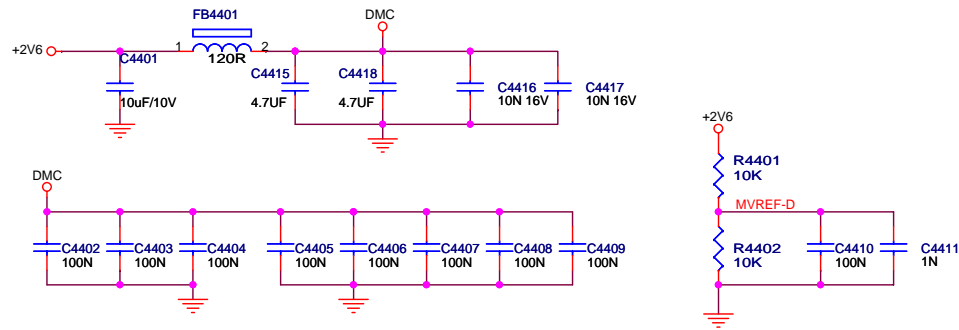 FB4401
DMC
+2V6
1
2
C4401
120R
10uF/10V
C4415
4.7UF
C4418
4.7UF
C4416
10N 16V
C4417
10N 16V
DMC
C4402
100N
C4403
100N
C4404
100N
C4405
100N
C4406
100N
C4407
100N
C4408
100N
C4409
100N
+2V6
R4401
10K
MVREF-D
R4402
10K
C4410
100N
C4411
1N